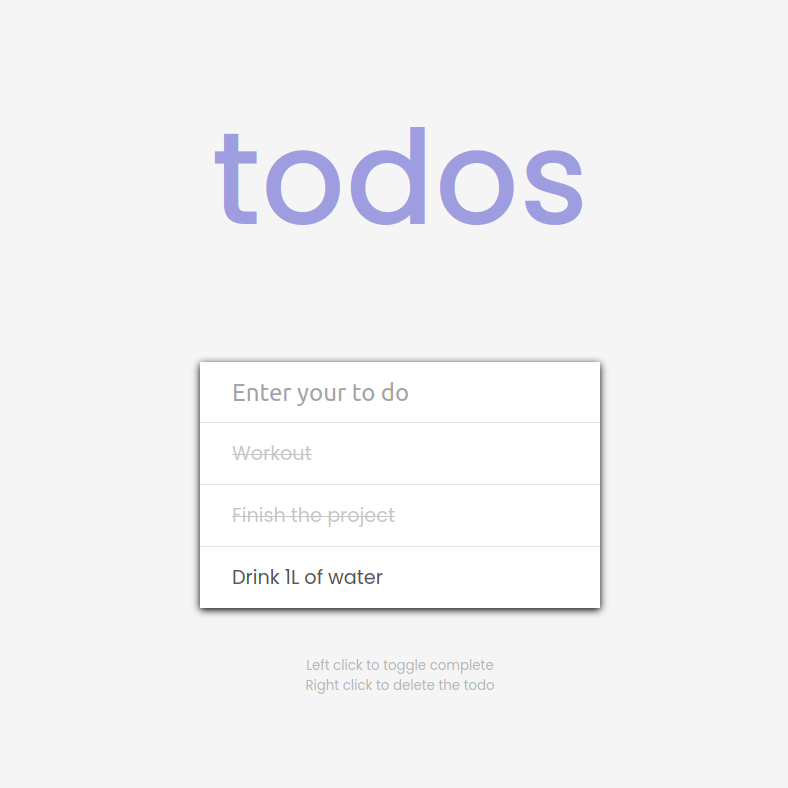 todos
Enter your to do
Workout
Finish the project
Drink 1L of water
Left click to toggle complete
Right click to delete the todo